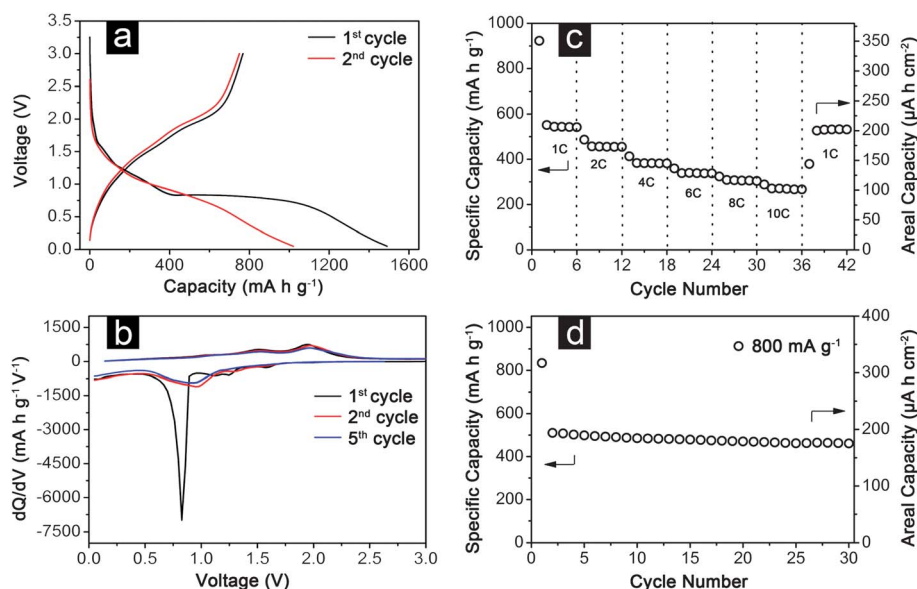 a
1st cycle
2nd cycle
Voltage (V)
3.5
3.0
2.5
2.0
1.5
1.0
0.5
0.0
0 400 800 1200 1600
Capacity (mA h g-1)
b
1st cycle
2nd cycle
5th cycle
dQ/dV (mA h g-1 V-1)
1500
0
-1500
-3000
-4500
-6000
-7500
0.0 0.5 1.0 1.5 2.0 2.5 3.0
Voltage (V)
c
Specific Capacity (mA h g-1)
1000
800
600
400
200
0
1C 2C 4C 6C 8C 10C 1C
0 6 12 18 24 30 36 42
Cycle Number
350
300
250
200
150
100
50
0
Areal Capacity (μA h cm-2)
d
800 mA g-1
Specific Capacity (mA h g-1)
1000
800
600
400
200
0
0 5 10 15 20 25 30
Cycle Number
400
300
200
100
0
Areal Capacity (μA h cm-2)